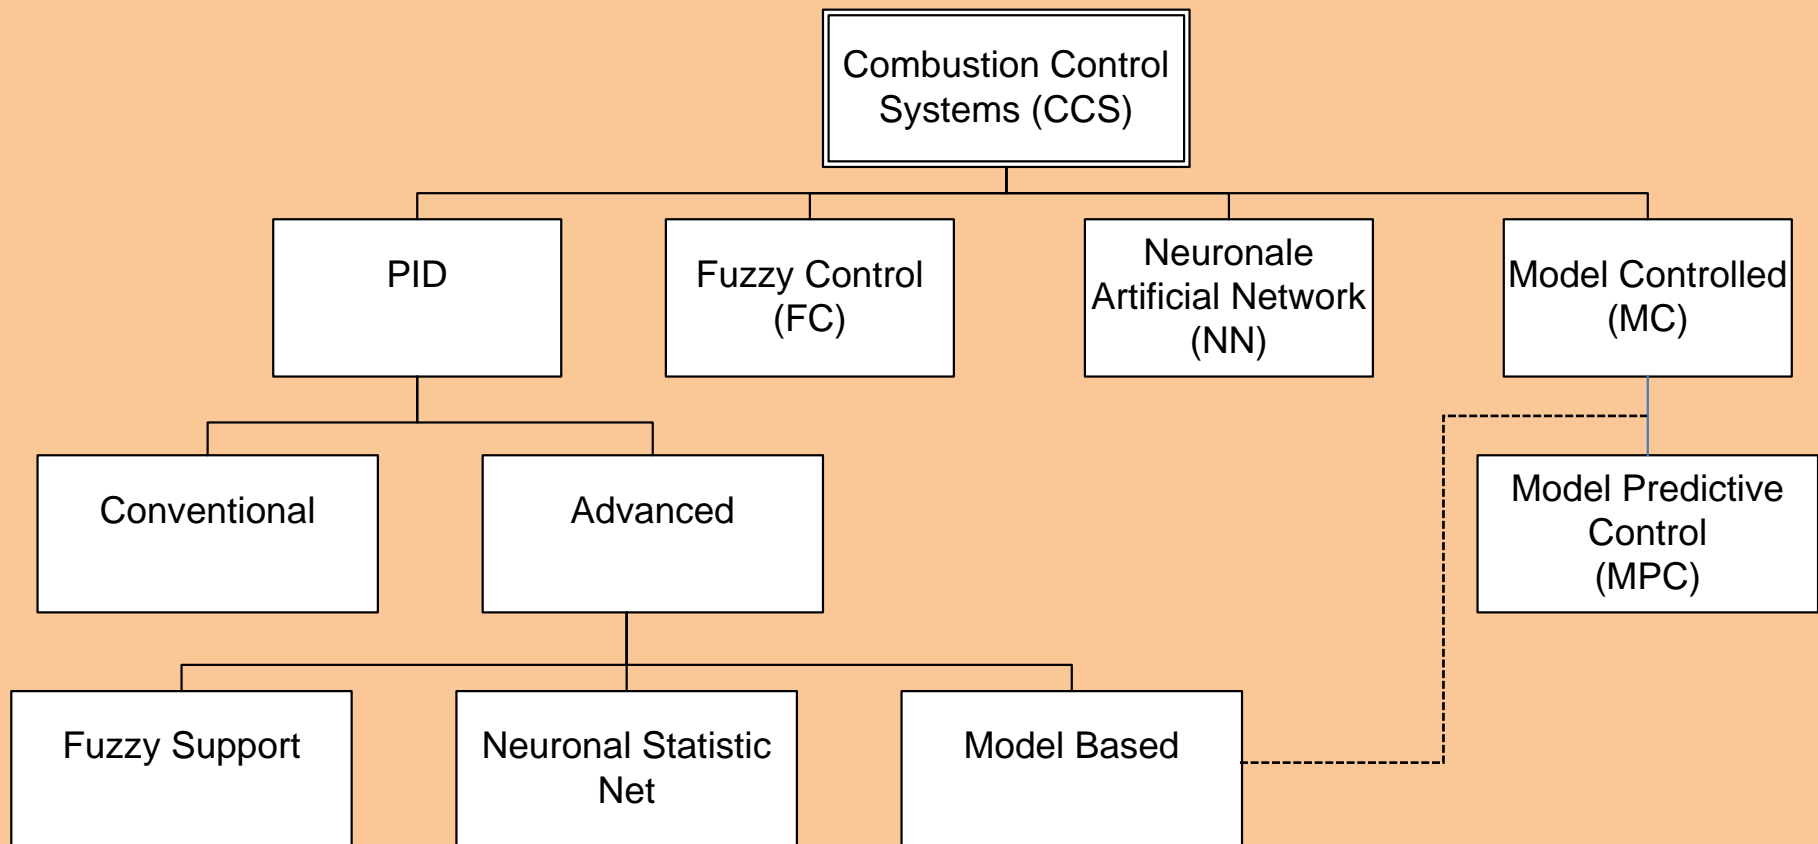 Combustion Control
Systems (CCS)
PID
Fuzzy Control
(FC)
Neuronale
Artificial Network
(NN)
Model Controlled
(MC)
Conventional
Advanced
Model Predictive
Control
(MPC)
Fuzzy Support
Neuronal Statistic
Net
Model Based